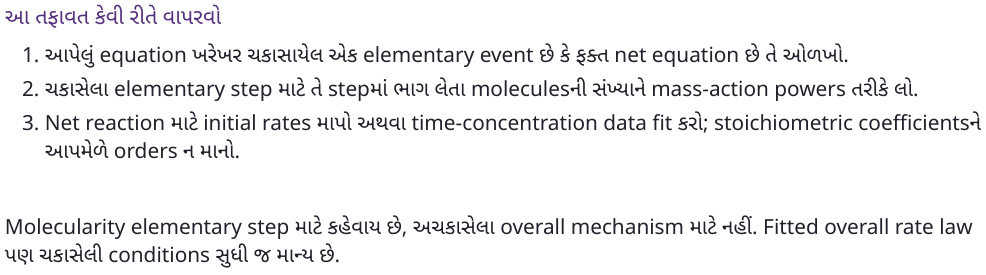 આ તફાવત કેવી રીતે વાપરવો
1. આપેલું equation ખરેખર ચકાસાયેલ એક elementary event છે કે ફક્ત net equation છે તે ઓળખો.
2. ચકાસેલા elementary step માટે તે stepમાં ભાગ લેતા moleculesની સંખ્યાને mass-action powers તરીકે લો.
3. Net reaction માટે initial rates માપો અથવા time-concentration data fit કરો; stoichiometric coefficientsને
આપમેળે orders ન માનો.
Molecularity elementary step માટે કહેવાય છે, અચકાસેલા overall mechanism માટે નહીં. Fitted overall rate law
પણ ચકાસેલી conditions સુધી જ માન્ય છે.